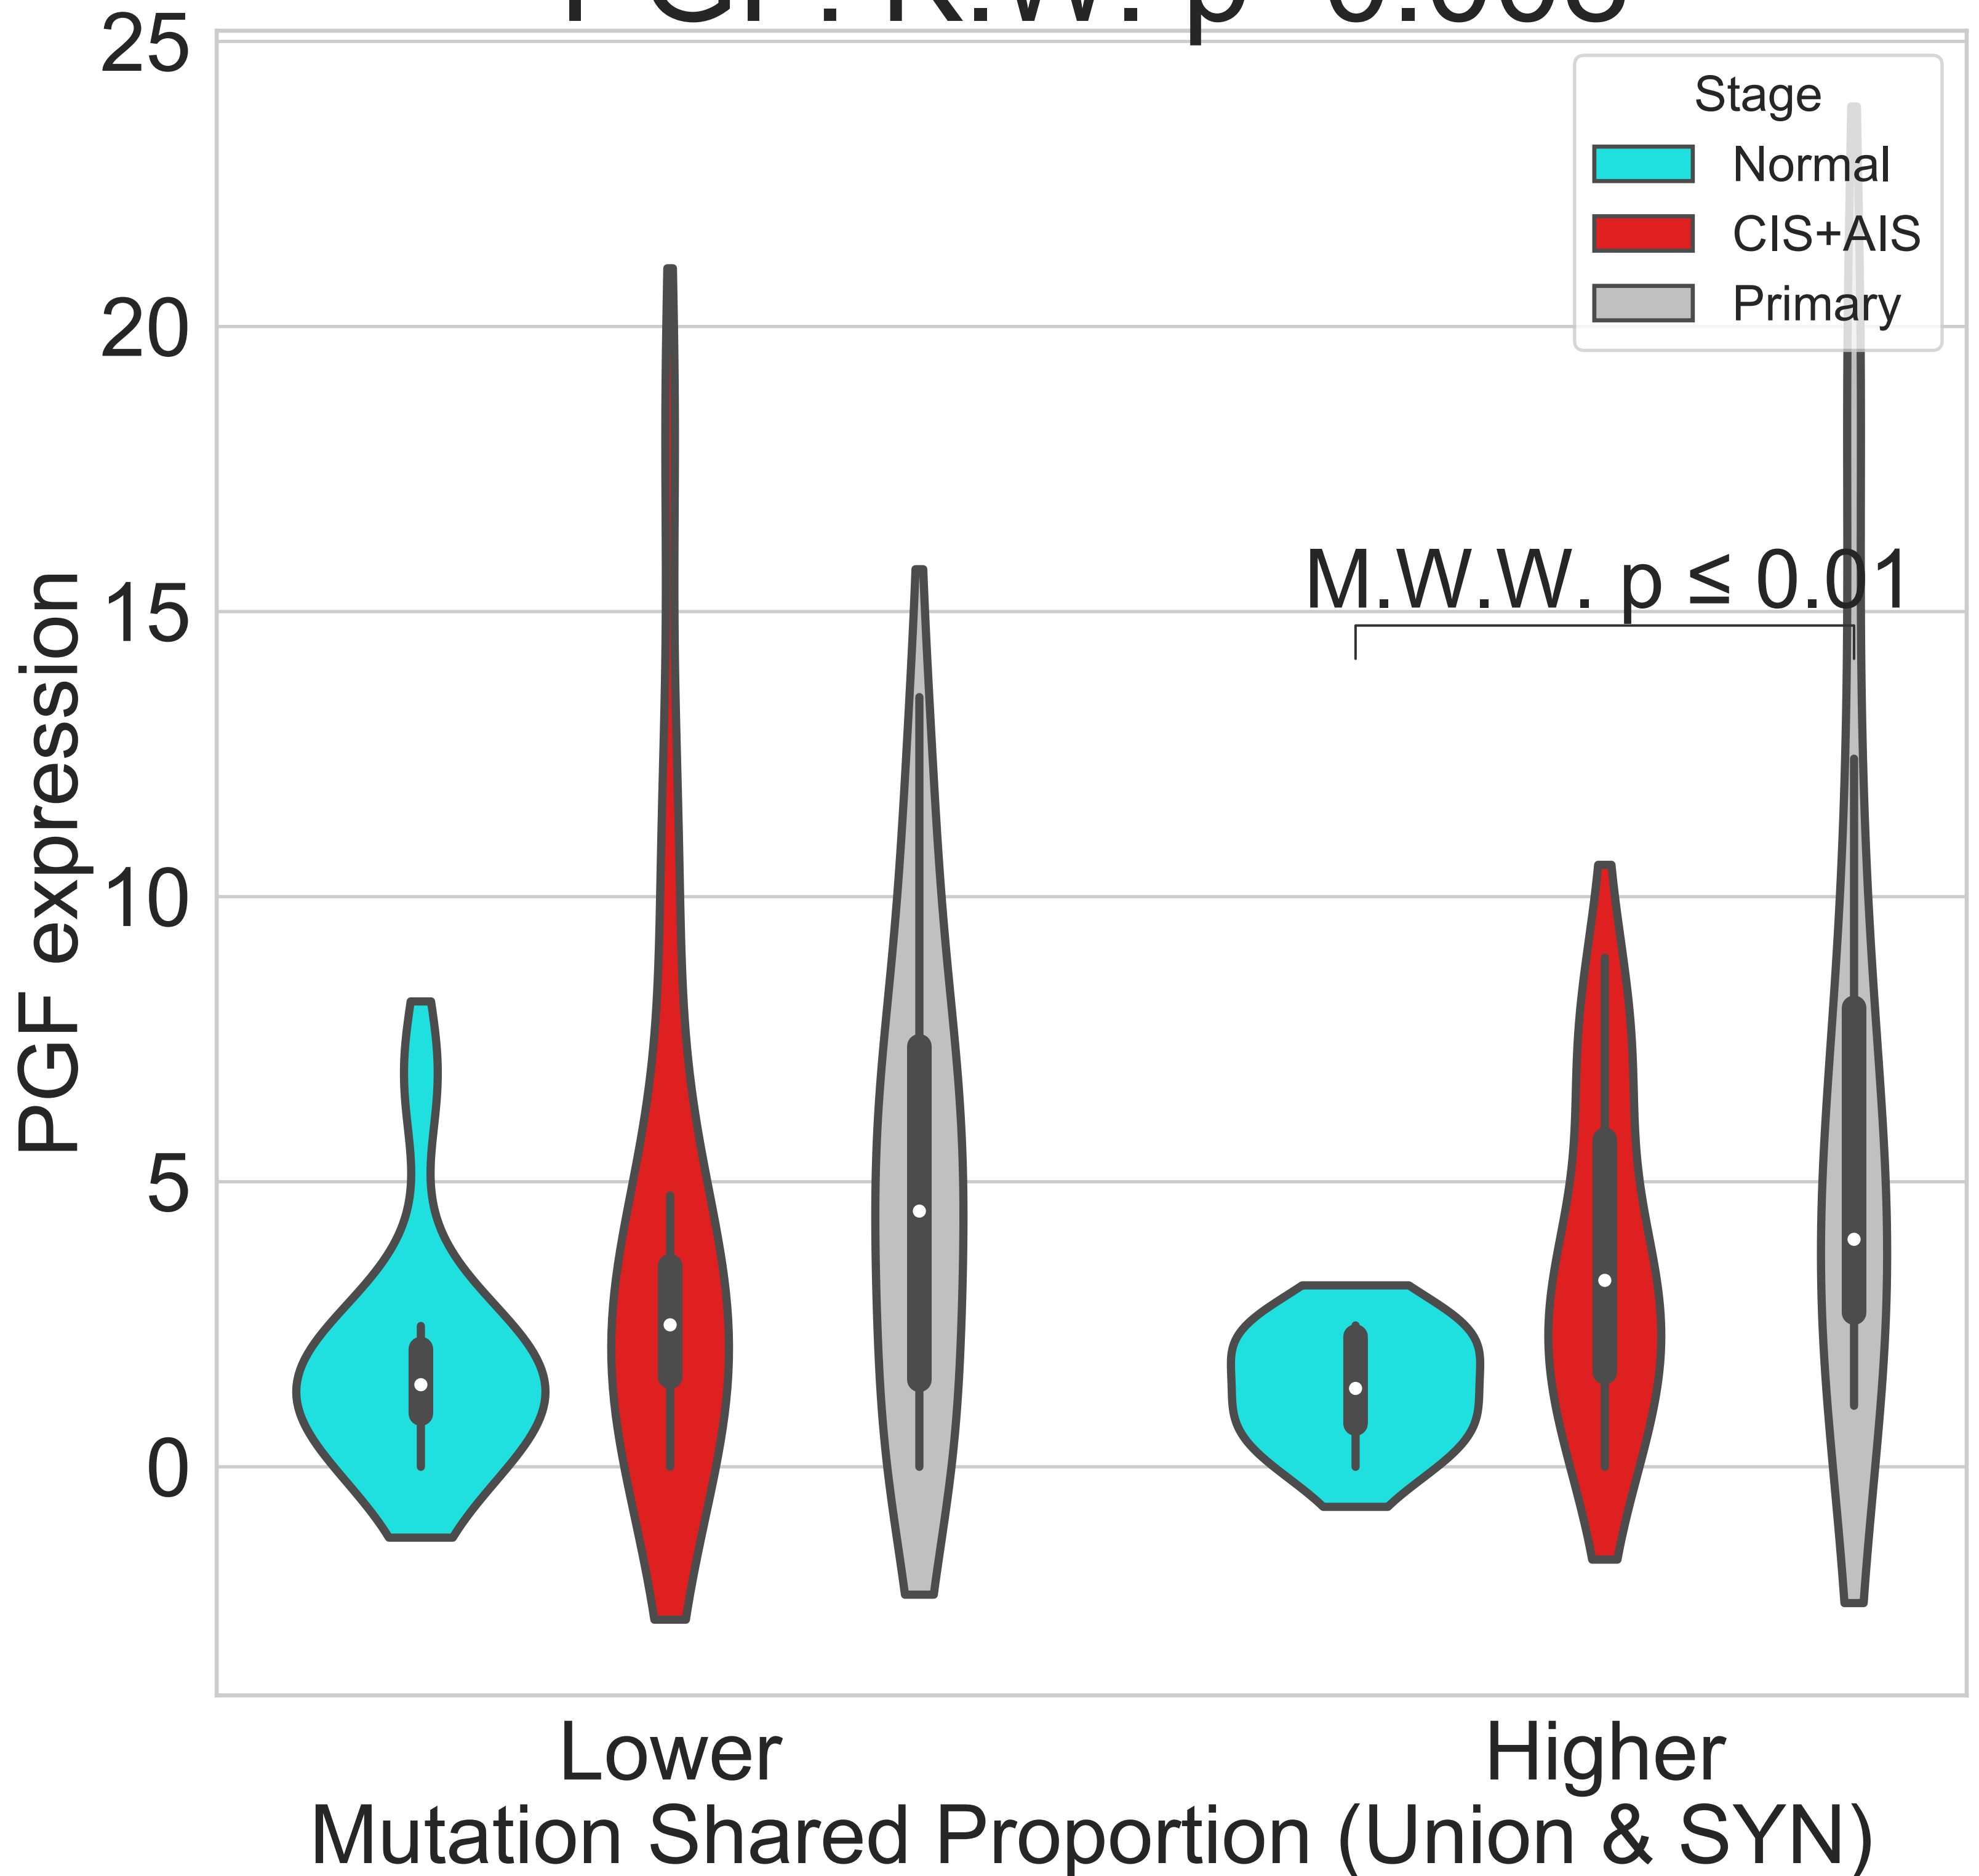 25
20
15
10
5
0
PGF expression
Stage
Normal
CIS+AIS
Primary
M.W.W. p ≤ 0.01
Lower
Higher
Mutation Shared Proportion (Union & SYN)